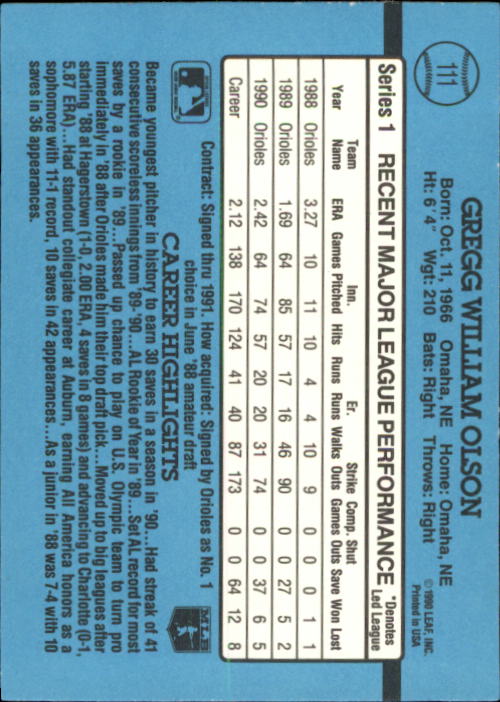 111
GREGG WILLIAM OLSON
Born: Oct. 11, 1966 Omaha, NE Home: Omaha, NE
Ht: 6' 4" Wgt: 210 Bats: Right Throws: Right
©1990 LEAF, INC.
Printed in USA
Series 1 RECENT MAJOR LEAGUE PERFORMANCE *Denotes Led League
Team Inn. Er. Strike Comp. Shut
Year Name ERA Games Pitched Hits Runs Runs Walks Outs Games Outs Save Won Lost
1988 Orioles 3.27 10 11 10 4 4 10 9 0 0 0 1 1
1989 Orioles 1.69 64 85 57 17 16 46 90 0 0 27 5 2
1990 Orioles 2.42 64 74 57 20 20 31 74 0 0 37 6 5
Career 2.12 138 170 124 41 40 87 173 0 0 64 12 8
Contract: Signed thru 1991. How acquired: Signed by Orioles as No. 1
choice in June '88 amateur draft
MLB
CAREER HIGHLIGHTS
Became youngest pitcher in history to earn 30 saves in a season in '90...Had streak of 41
consecutive scoreless innings from '89-'90...AL Rookie of Year in '89...Set AL record for most
saves by a rookie in '89...Passed up chance to play on U.S. Olympic team to turn pro
immediately in '88 after Orioles made him their top draft pick...Moved up to big leagues after
starting '88 at Hagerstown (1-0, 2.00 ERA, 4 saves in 8 games) and advancing to Charlotte (0-1,
5.87 ERA)...Had standout collegiate career at Auburn, earning All America honors as a
sophomore with 11-1 record, 10 saves in 42 appearances...As a junior in '88 was 7-4 with 10
saves in 36 appearances.